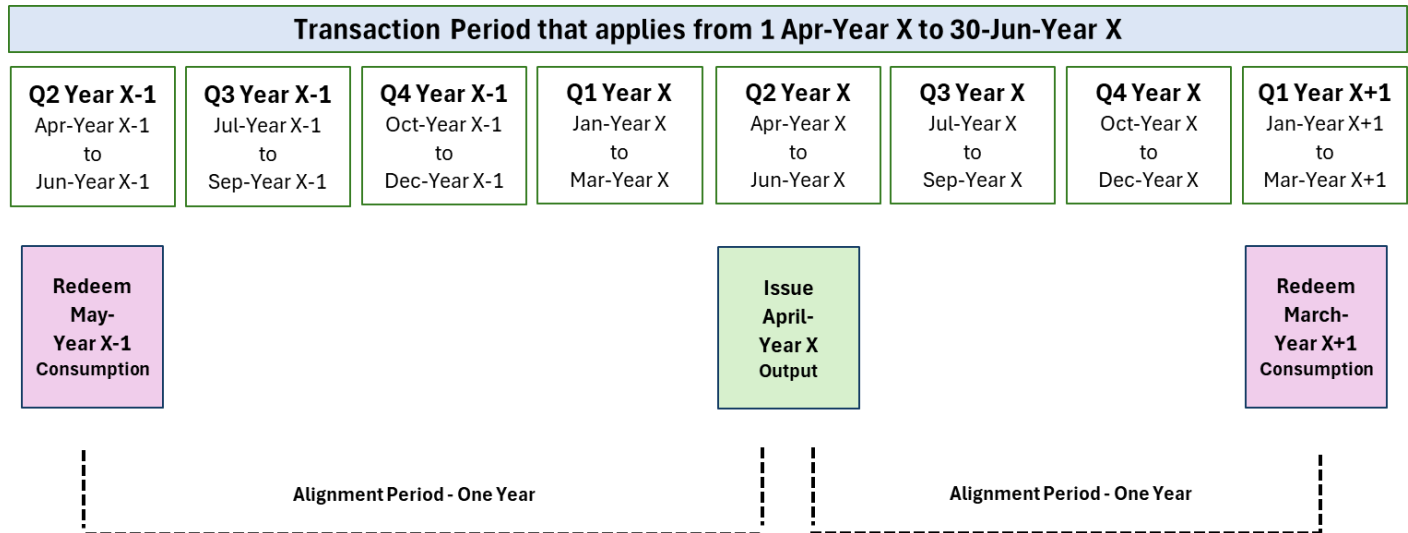 Transaction Period that applies from 1 Apr-Year X to 30-Jun-Year X
Q2 Year X-1
Apr-Year X-1
to
Jun-Year X-1
Q3 Year X-1
Jul-Year X-1
to
Sep-Year X-1
Q4 Year X-1
Oct-Year X-1
to
Dec-Year X-1
Q1 Year X
Jan-Year X
to
Mar-Year X
Q2 Year X
Apr-Year X
to
Jun-Year X
Q3 Year X
Jul-Year X
to
Sep-Year X
Q4 Year X
Oct-Year X
to
Dec-Year X
Q1 Year X+1
Jan-Year X+1
to
Mar-Year X+1
Redeem
May-
Year X-1
Consumption
Issue
April-
Year X
Output
Redeem
March-
Year X+1
Consumption
Alignment Period - One Year
Alignment Period - One Year